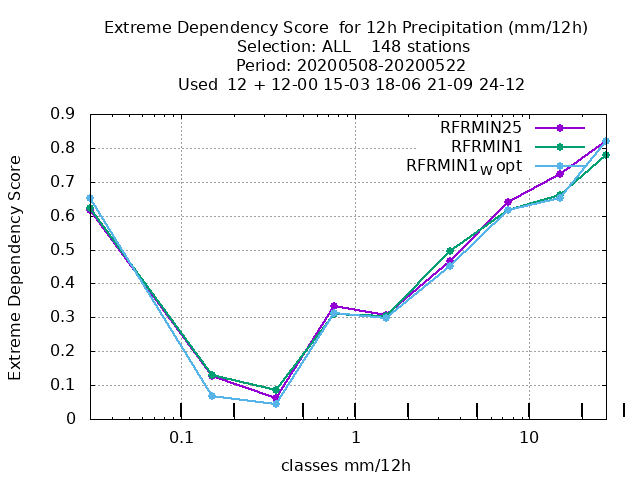 Extreme Dependency Score  for 12h Precipitation (mm/12h)
Selection: ALL    148 stations
Period: 20200508-20200522
Used  12 + 12-00 15-03 18-06 21-09 24-12
Extreme Dependency Score
0.9
0.8
0.7
0.6
0.5
0.4
0.3
0.2
0.1
0
RFRMIN25
RFRMIN1
RFRMIN1W opt
0.1
1
10
classes mm/12h